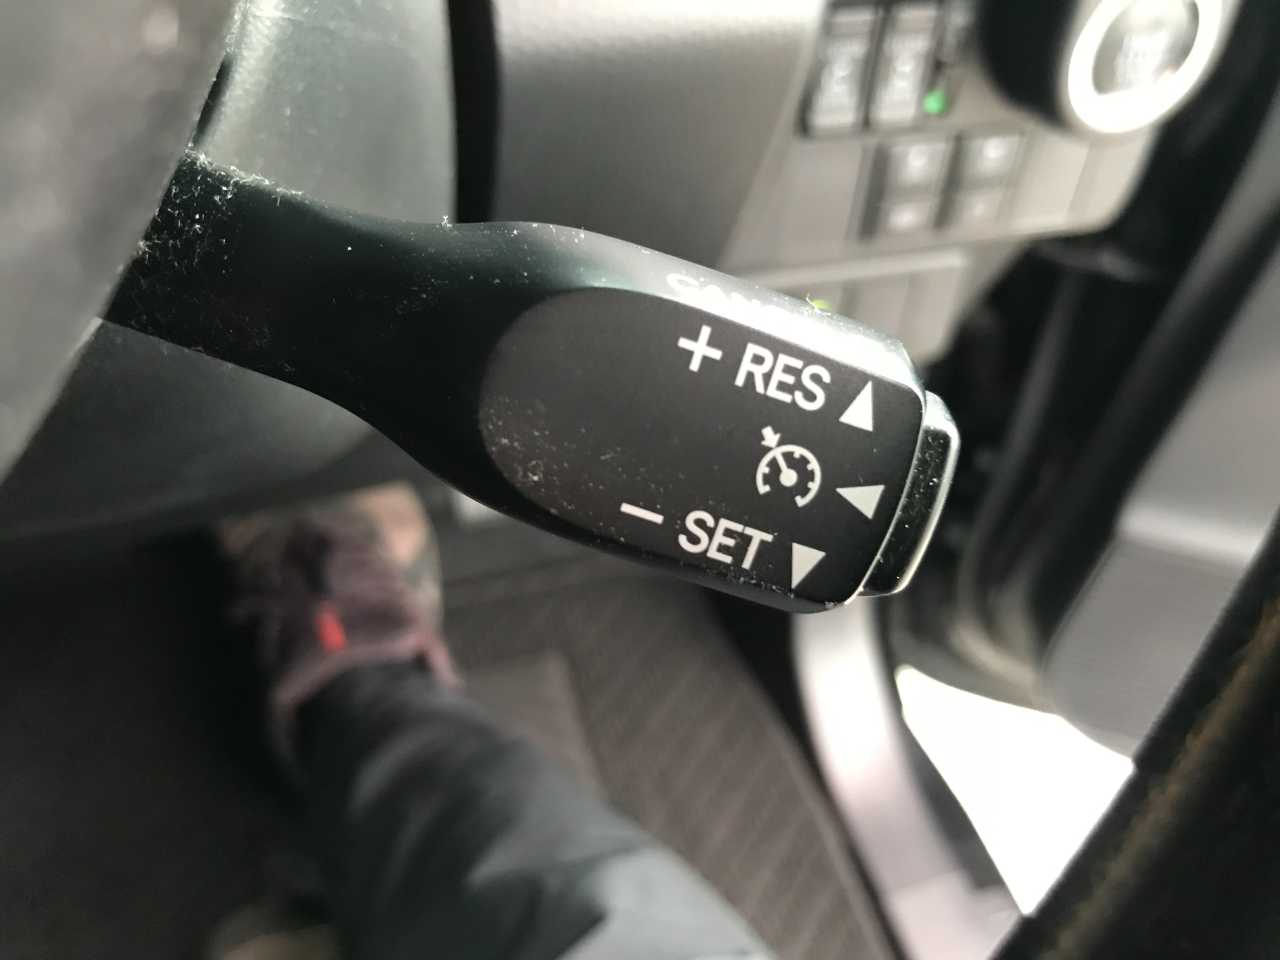 + RES ▲
◀
− SET ▼